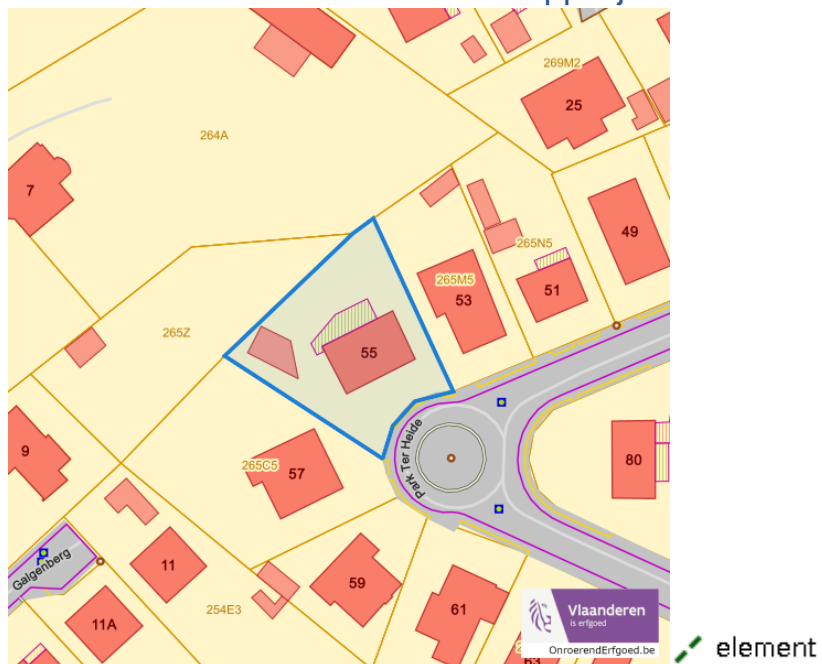 269M2
25
264A
7
265N5
49
265M5
53
51
265Z
55
Park Ter Heide
9
265C5
57
80
Galgenberg
11
59
254E3
61
11A
63
Vlaanderen
is erfgoed
OnroerendErfgoed.be
element